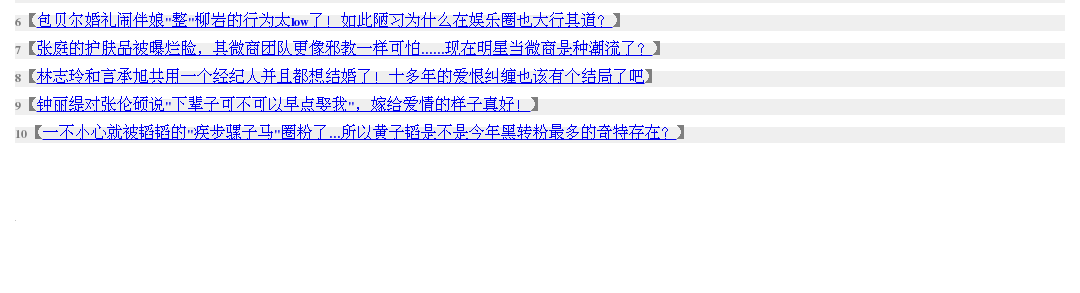 6【包贝尔婚礼闹伴娘"整"柳岩的行为太low了！如此陋习为什么在娱乐圈也大行其道？】
7【张庭的护肤品被曝烂脸，其微商团队更像邪教一样可怕......现在明星当微商是种潮流了？】
8【林志玲和言承旭共用一个经纪人并且都想结婚了！十多年的爱恨纠缠也该有个结局了吧】
9【钟丽缇对张伦硕说"下辈子可不可以早点娶我"，嫁给爱情的样子真好！】
10【一不小心就被韬韬的"疾步骡子马"圈粉了...所以黄子韬是不是今年黑转粉最多的奇特存在？】